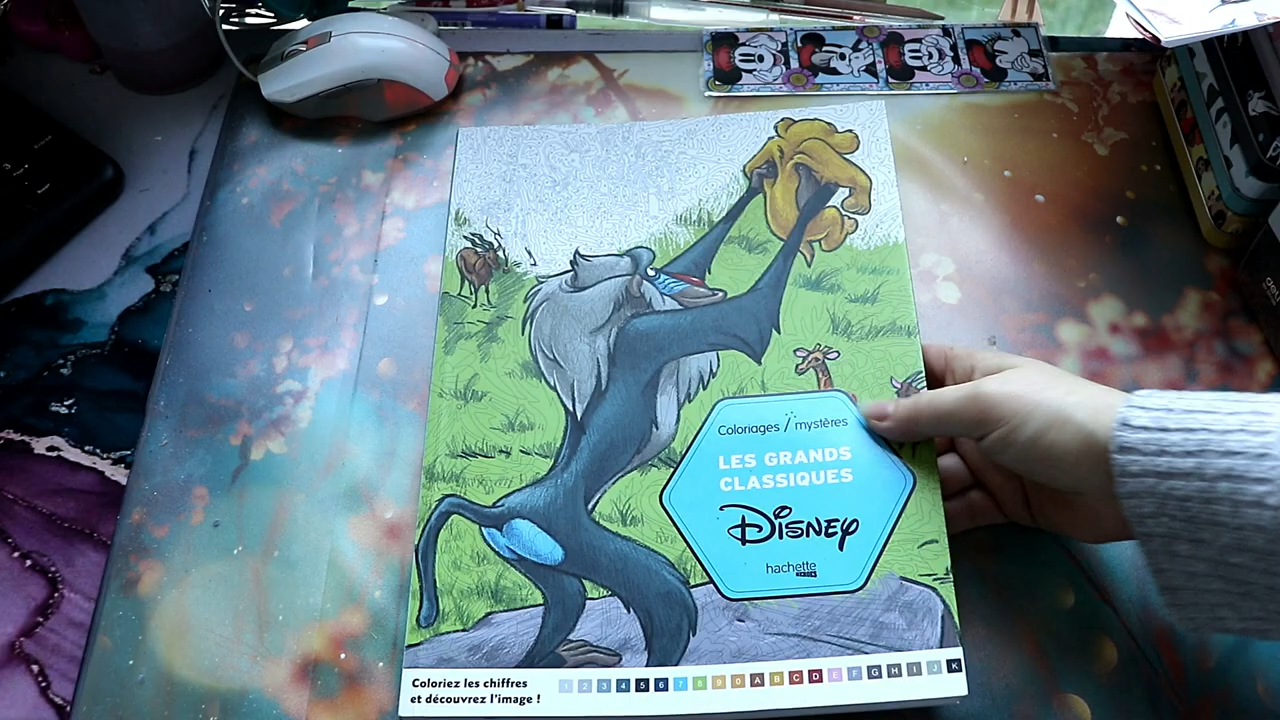 Coloriages mystères
LES GRANDS
CLASSIQUES
Disney
hachette
Coloriez les chiffres
et découvrez l'image !
1 2 3 4 5 6 7 8 9 0 A B C D E F G H I J K